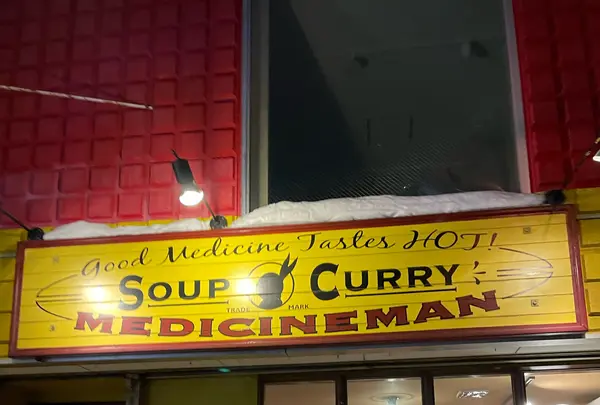 Good Medicine Tastes HOT!
SOUP CURRY
TRADE MARK
MEDICINEMAN